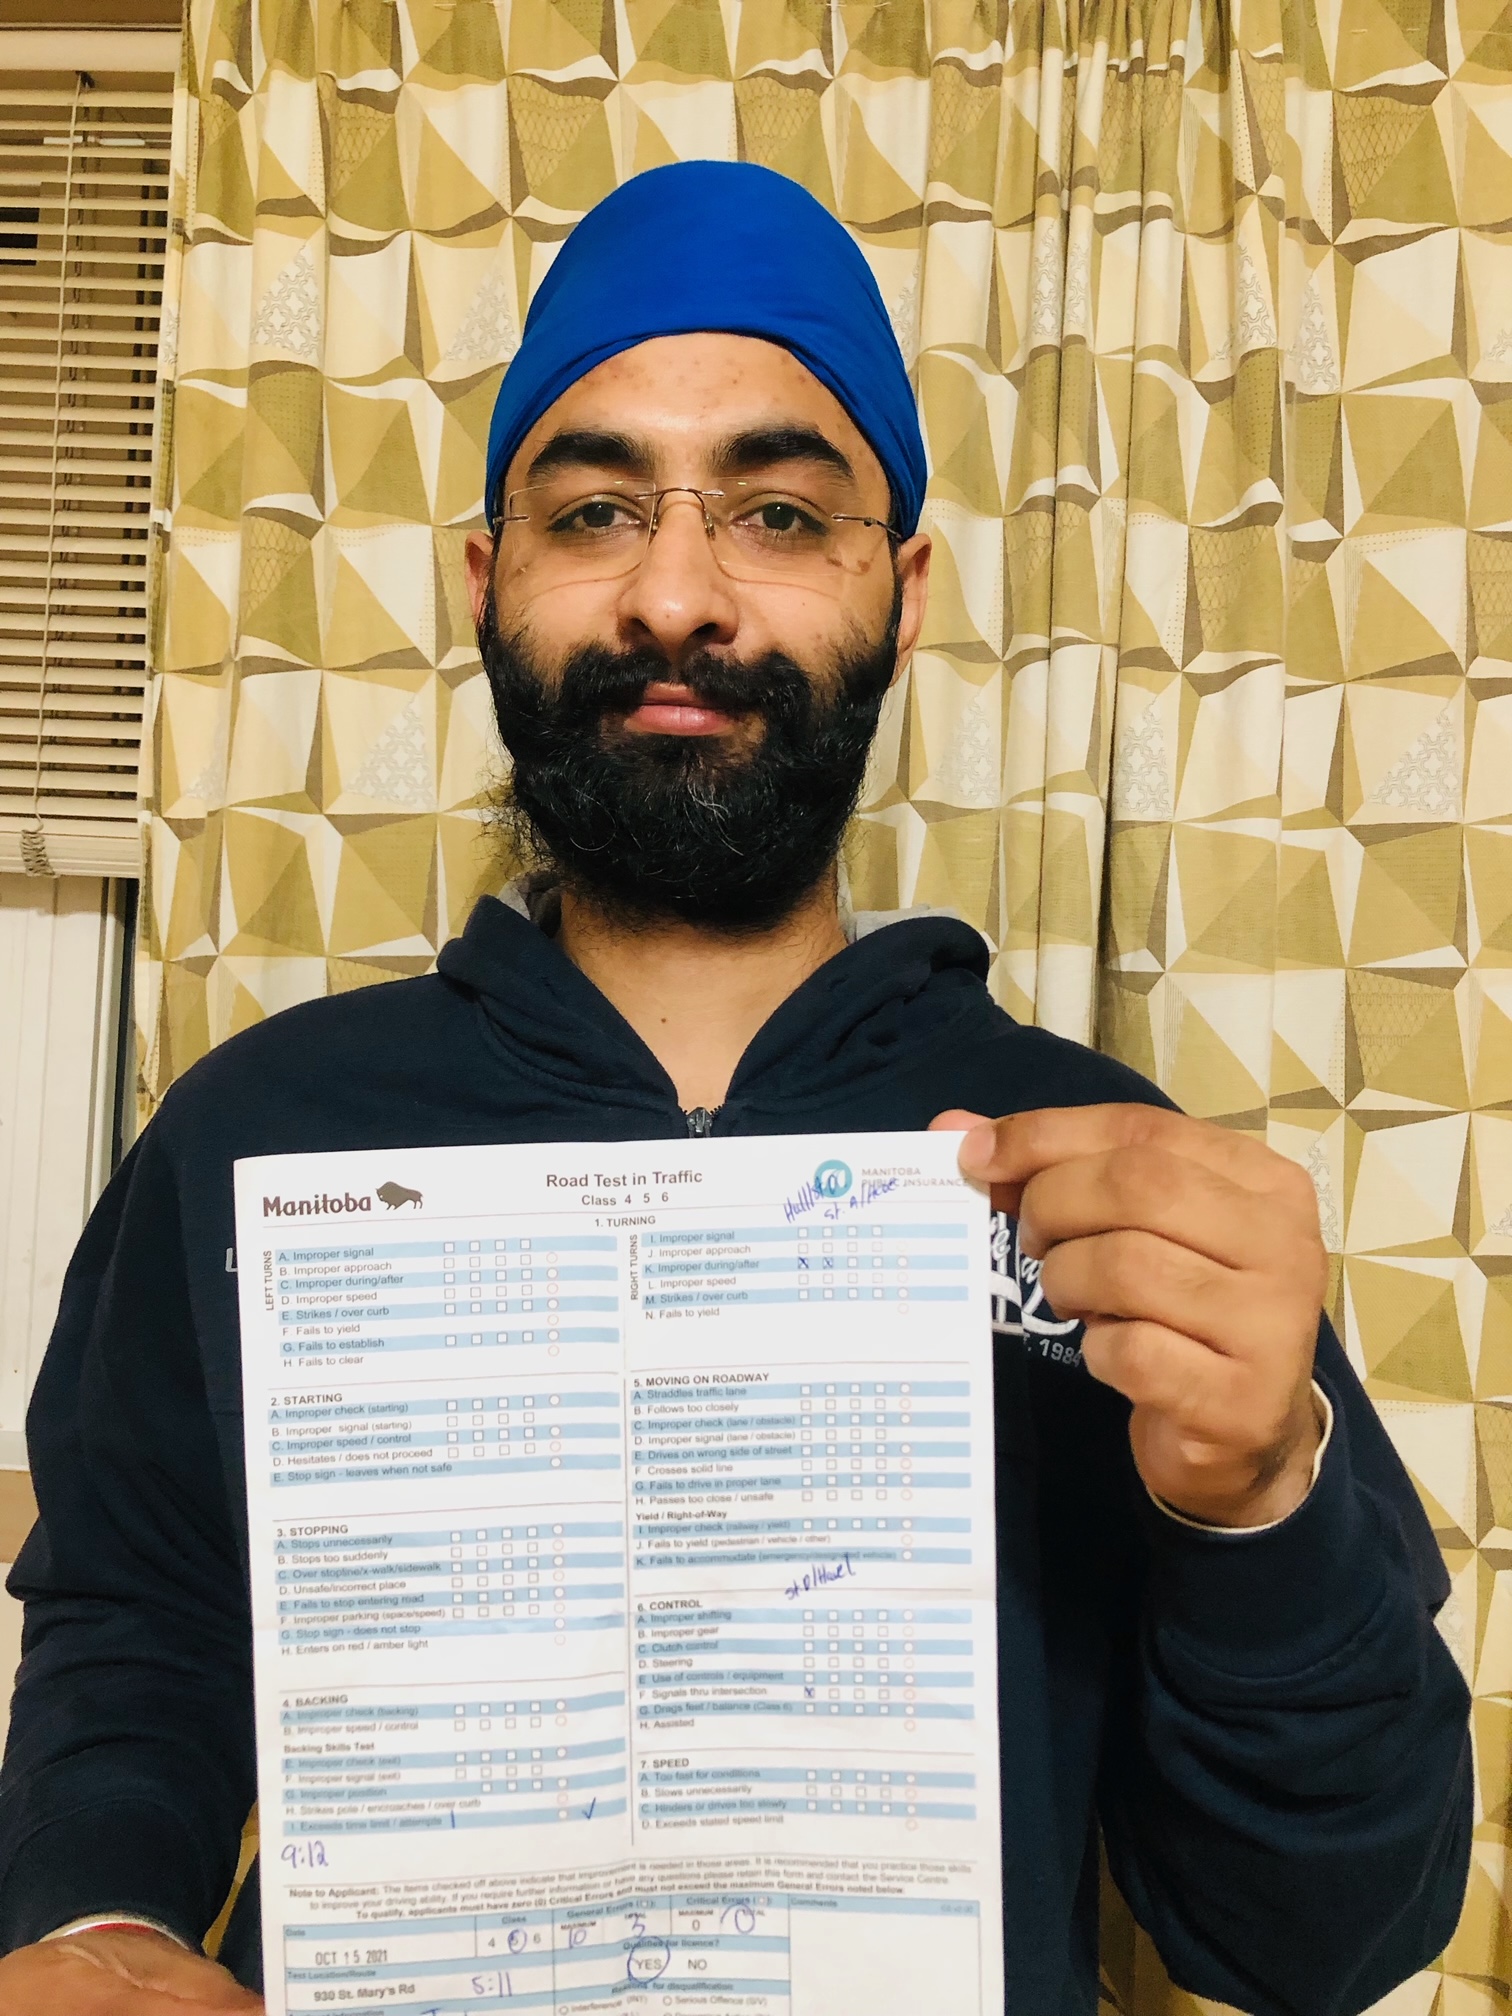 Manitoba
Road Test in Traffic
Class 4 5 6
MANITOBA
PUBLIC INSURANCE
1. TURNING
LEFT TURNS
A. Improper signal
B. Improper approach
C. Improper during/after
D. Improper speed
E. Strikes / over curb
F. Fails to yield
G. Fails to establish
H. Fails to clear
RIGHT TURNS
I. Improper signal
J. Improper approach
K. Improper during/after
L. Improper speed
M. Strikes / over curb
N. Fails to yield
2. STARTING
A. Improper check (starting)
B. Improper signal (starting)
C. Improper speed / control
D. Hesitates / does not proceed
E. Stop sign - leaves when not safe
3. STOPPING
A. Stops unnecessarily
B. Stops too suddenly
C. Over stopline/x-walk/sidewalk
D. Unsafe/incorrect place
E. Fails to stop entering road
F. Improper parking (space/speed)
G. Stop sign - does not stop
H. Enters on red / amber light
4. BACKING
A. Improper check (backing)
B. Improper speed / control
Backing Skills Test
E. Improper check (exit)
F. Improper signal (exit)
G. Improper position
H. Strikes pole / encroaches / over curb
I. Exceeds time limit / attempts
9:12
5. MOVING ON ROADWAY
A. Straddles traffic lane
B. Follows too closely
C. Improper check (lane / obstacle)
D. Improper signal (lane / obstacle)
E. Drives on wrong side of street
F. Crosses solid line
G. Fails to drive in proper lane
H. Passes too close / unsafe
Yield / Right-of-Way
I. Improper check (railway / yield)
J. Fails to yield (pedestrian / vehicle / other)
K. Fails to accommodate (emergency/designated vehicle)
6. CONTROL
A. Improper shifting
B. Improper gear
C. Clutch control
D. Steering
E. Use of controls / equipment
F. Signals thru intersection
G. Drags feet / balance (Class 6)
H. Assisted
7. SPEED
A. Too fast for conditions
B. Slows unnecessarily
C. Hinders or drives too slowly
D. Exceeds stated speed limit
Note to Applicant: The items checked off above indicate that improvement is needed in those areas. It is recommended that you practice those skills
to improve your driving ability. If you require further information or have any questions please retain this form and contact the Service Centre
To qualify, applicants must have zero (0) Critical Errors and must not exceed the maximum General Errors noted below.
Date
OCT 15 2021
Class
4 5 6
General Errors
MAXIMUM
10
3
Critical Errors
MAXIMUM
0
0
Comments
Test Location/Route
930 St. Mary's Rd
5:11
Qualifies for licence?
YES NO
Reasons for disqualification
Interference (INT)
Serious Offence (S/V)
. 1984